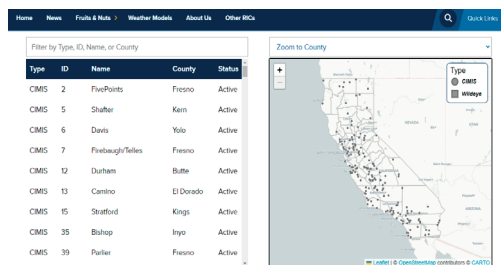 Home News Fruits & Nuts > Weather Models About Us Other RICs Quick Links
Filter by Type, ID, Name, or County
Zoom to County
Type ID Name County Status
CIMIS 2 FivePoints Fresno Active
CIMIS 5 Shafter Kern Active
CIMIS 6 Davis Yolo Active
CIMIS 7 Firebaugh/Telles Fresno Active
CIMIS 12 Durham Butte Active
CIMIS 13 Camino El Dorado Active
CIMIS 15 Stratford Kings Active
CIMIS 35 Bishop Inyo Active
CIMIS 39 Parlier Fresno Active
+
Type
CIMIS
Wildeye
NEVADA
UTAH
ARIZONA
Leaflet | © OpenStreetMap contributors © CARTO